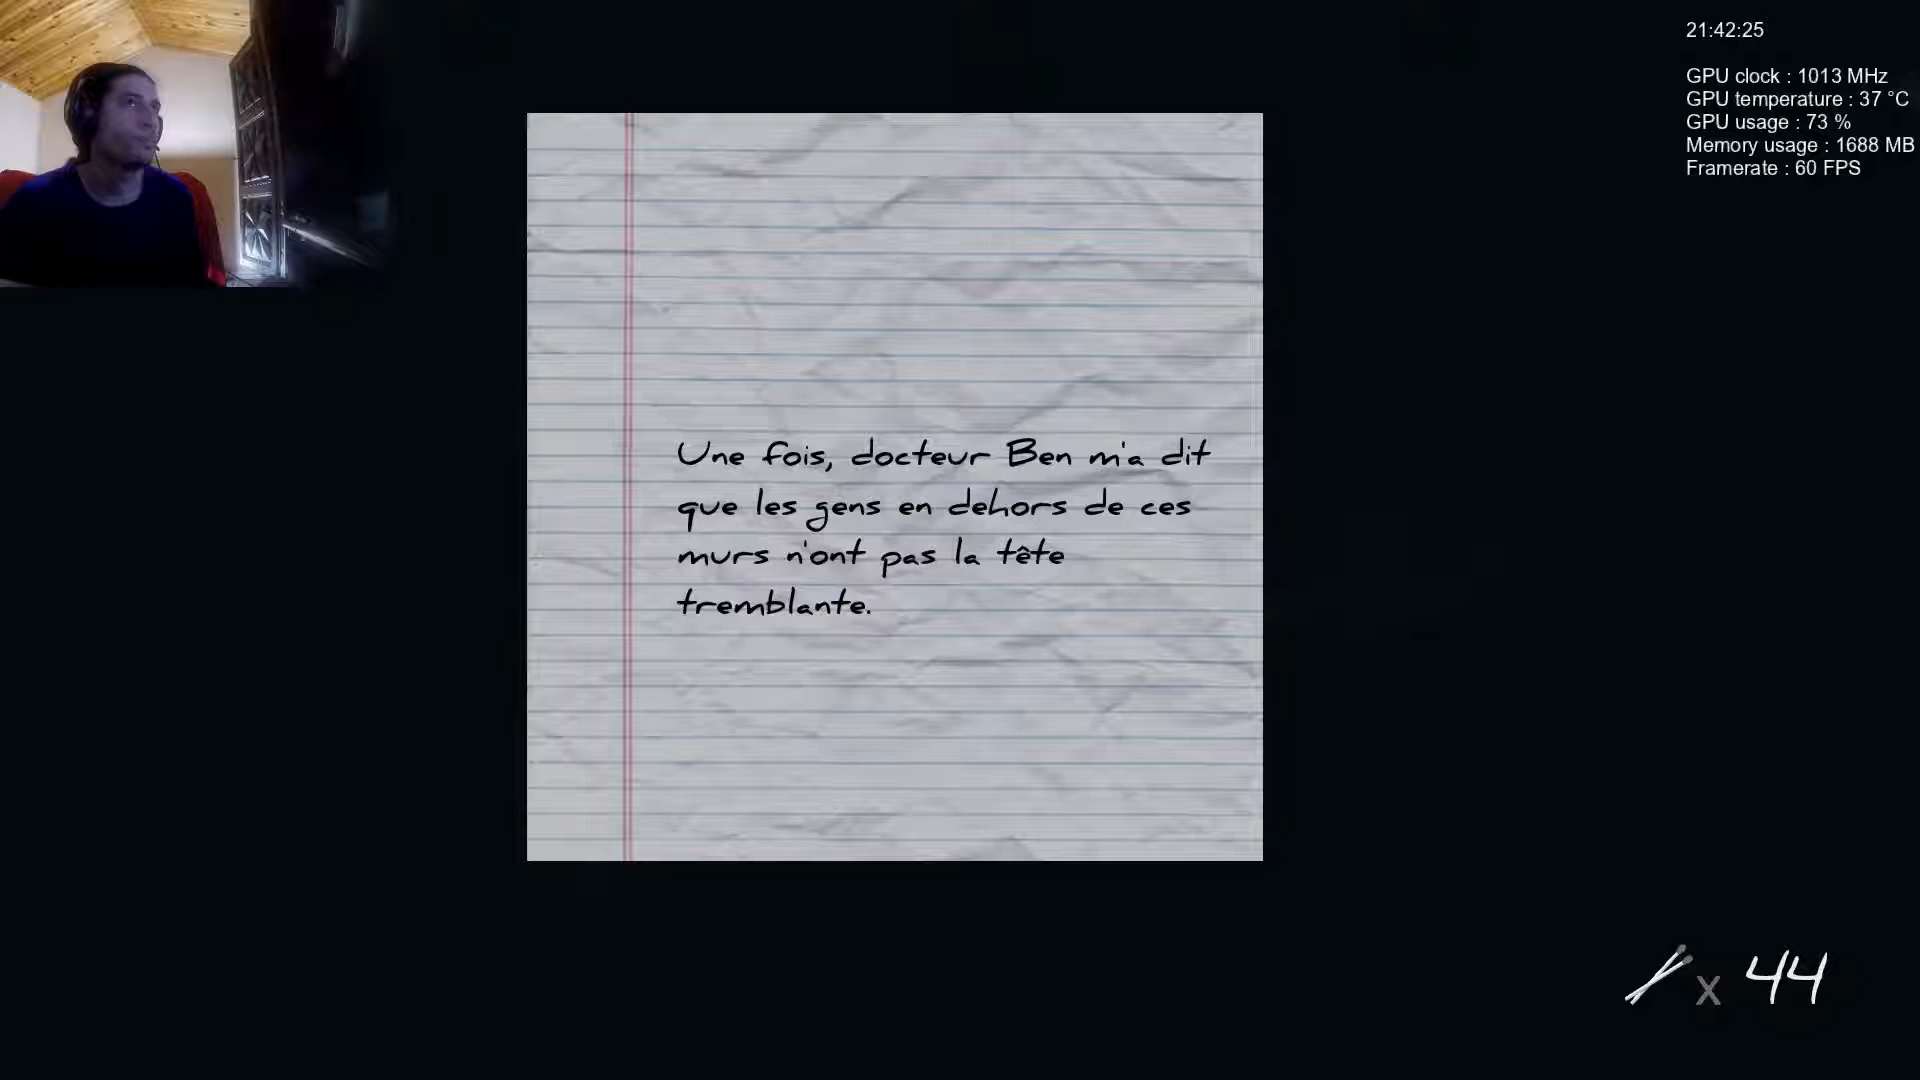 21:42:25
GPU clock : 1013 MHz
GPU temperature : 37 °C
GPU usage : 73 %
Memory usage : 1688 MB
Framerate : 60 FPS
Une fois, docteur Ben m'a dit
que les gens en dehors de ces
murs n'ont pas la tête
tremblante.
x 44